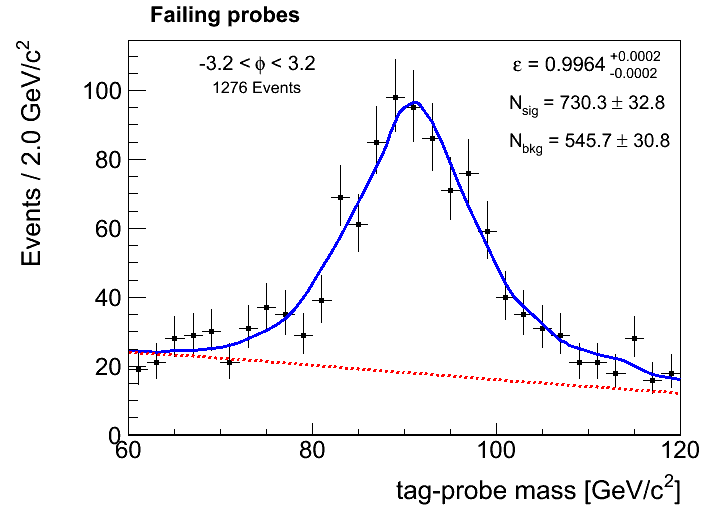 Failing probes
-3.2 < ϕ < 3.2
1276 Events
ε = 0.9964 +0.0002 -0.0002
N_sig = 730.3 ± 32.8
N_bkg = 545.7 ± 30.8
Events / 2.0 GeV/c²
100
80
60
40
20
0
60 80 100 120
tag-probe mass [GeV/c²]